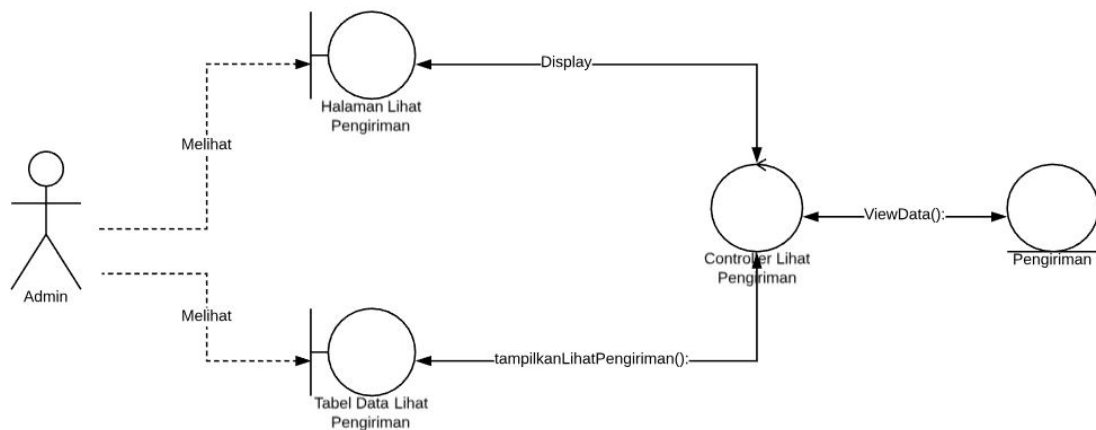 Display
Halaman Lihat
Pengiriman
Melihat
ViewData():
Controller Lihat
Pengiriman
Pengiriman
Admin
Melihat
tampilkanLihatPengiriman():
Tabel Data Lihat
Pengiriman